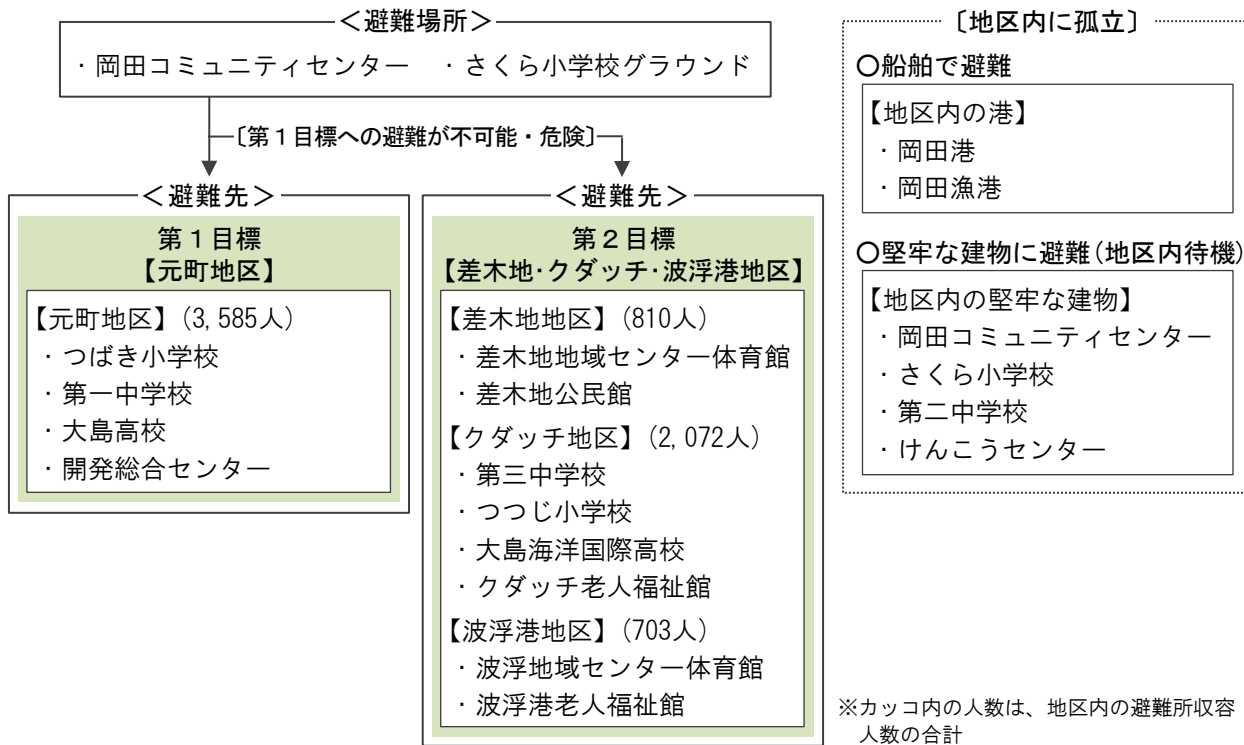 ＜避難場所＞
・岡田コミュニティセンター　・さくら小学校グラウンド
〔第１目標への避難が不可能・危険〕
＜避難先＞
第１目標
【元町地区】
【元町地区】(3,585人)
・つばき小学校
・第一中学校
・大島高校
・開発総合センター
＜避難先＞
第２目標
【差木地・クダッチ・波浮港地区】
【差木地地区】(810人)
・差木地地域センター体育館
・差木地公民館
【クダッチ地区】(2,072人)
・第三中学校
・つつじ小学校
・大島海洋国際高校
・クダッチ老人福祉館
【波浮港地区】(703人)
・波浮地域センター体育館
・波浮港老人福祉館
〔地区内に孤立〕
○船舶で避難
【地区内の港】
・岡田港
・岡田漁港
○堅牢な建物に避難(地区内待機)
【地区内の堅牢な建物】
・岡田コミュニティセンター
・さくら小学校
・第二中学校
・けんこうセンター
※カッコ内の人数は、地区内の避難所収容
人数の合計